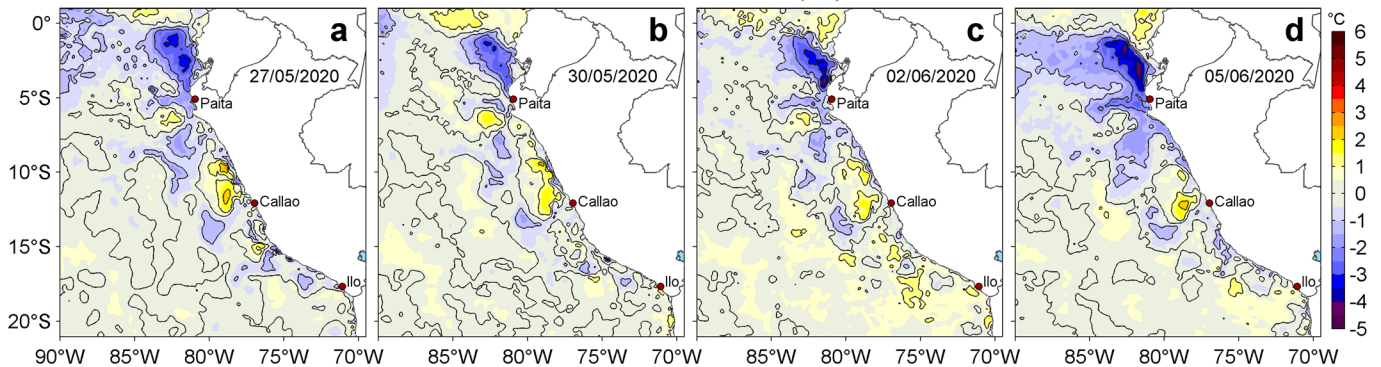 a
b
c
d
°C
27/05/2020
30/05/2020
02/06/2020
05/06/2020
0°
5°S
10°S
15°S
20°S
Paita
Callao
Ilo
Paita
Callao
Ilo
Paita
Callao
Ilo
Paita
Callao
Ilo
90°W 85°W 80°W 75°W 70°W
85°W 80°W 75°W 70°W
85°W 80°W 75°W 70°W
85°W 80°W 75°W 70°W
6
5
4
3
2
1
0
-1
-2
-3
-4
-5